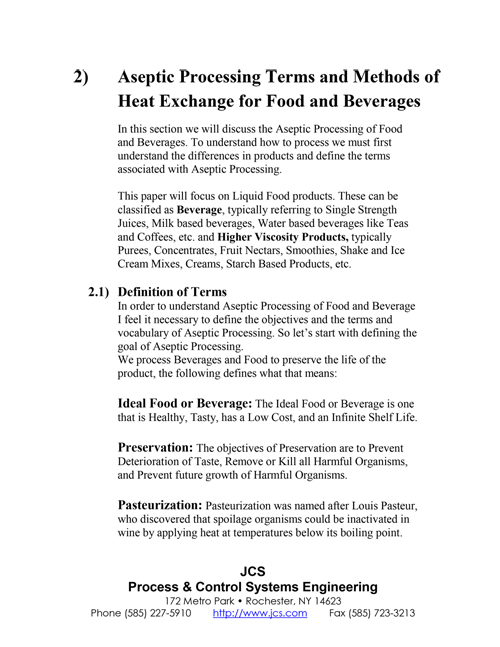 2) Aseptic Processing Terms and Methods of
Heat Exchange for Food and Beverages
In this section we will discuss the Aseptic Processing of Food
and Beverages. To understand how to process we must first
understand the differences in products and define the terms
associated with Aseptic Processing.
This paper will focus on Liquid Food products. These can be
classified as Beverage, typically referring to Single Strength
Juices, Milk based beverages, Water based beverages like Teas
and Coffees, etc. and Higher Viscosity Products, typically
Purees, Concentrates, Fruit Nectars, Smoothies, Shake and Ice
Cream Mixes, Creams, Starch Based Products, etc.
2.1) Definition of Terms
In order to understand Aseptic Processing of Food and Beverage
I feel it necessary to define the objectives and the terms and
vocabulary of Aseptic Processing. So let's start with defining the
goal of Aseptic Processing.
We process Beverages and Food to preserve the life of the
product, the following defines what that means:
Ideal Food or Beverage: The Ideal Food or Beverage is one
that is Healthy, Tasty, has a Low Cost, and an Infinite Shelf Life.
Preservation: The objectives of Preservation are to Prevent
Deterioration of Taste, Remove or Kill all Harmful Organisms,
and Prevent future growth of Harmful Organisms.
Pasteurization: Pasteurization was named after Louis Pasteur,
who discovered that spoilage organisms could be inactivated in
wine by applying heat at temperatures below its boiling point.
JCS
Process & Control Systems Engineering
172 Metro Park • Rochester, NY 14623
Phone (585) 227-5910 http://www.jcs.com Fax (585) 723-3213